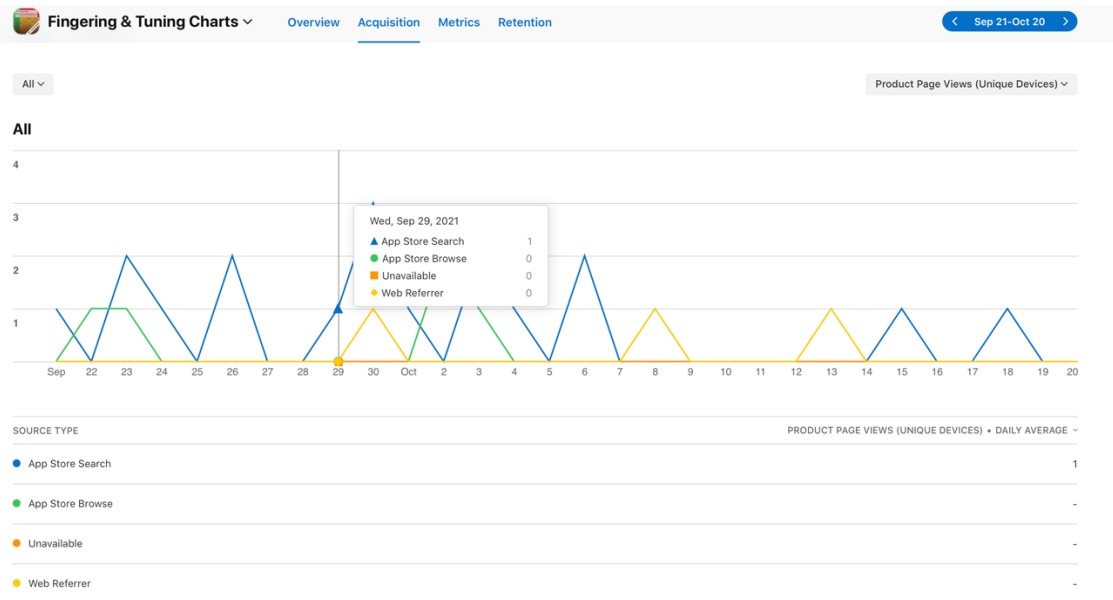 Fingering & Tuning Charts Overview Acquisition Metrics Retention Sep 21-Oct 20
All Product Page Views (Unique Devices)
All
4
3
2
1
Wed, Sep 29, 2021
App Store Search 1
App Store Browse 0
Unavailable 0
Web Referrer 0
Sep 22 23 24 25 26 27 28 29 30 Oct 2 3 4 5 6 7 8 9 10 11 12 13 14 15 16 17 18 19 20
SOURCE TYPE PRODUCT PAGE VIEWS (UNIQUE DEVICES) • DAILY AVERAGE
App Store Search 1
App Store Browse -
Unavailable -
Web Referrer -